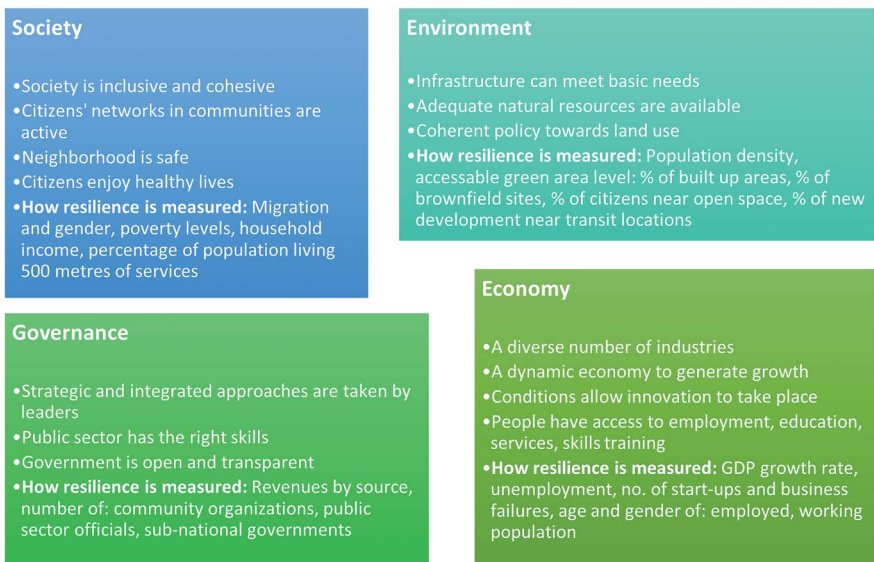 Society
•Society is inclusive and cohesive
•Citizens' networks in communities are
active
•Neighborhood is safe
•Citizens enjoy healthy lives
•How resilience is measured: Migration
and gender, poverty levels, household
income, percentage of population living
500 metres of services
Environment
•Infrastructure can meet basic needs
•Adequate natural resources are available
•Coherent policy towards land use
•How resilience is measured: Population density,
accessable green area level: % of built up areas, % of
brownfield sites, % of citizens near open space, % of new
development near transit locations
Governance
•Strategic and integrated approaches are taken by
leaders
•Public sector has the right skills
•Government is open and transparent
•How resilience is measured: Revenues by source,
number of: community organizations, public
sector officials, sub-national governments
Economy
•A diverse number of industries
•A dynamic economy to generate growth
•Conditions allow innovation to take place
•People have access to employment, education,
services, skills training
•How resilience is measured: GDP growth rate,
unemployment, no. of start-ups and business
failures, age and gender of: employed, working
population